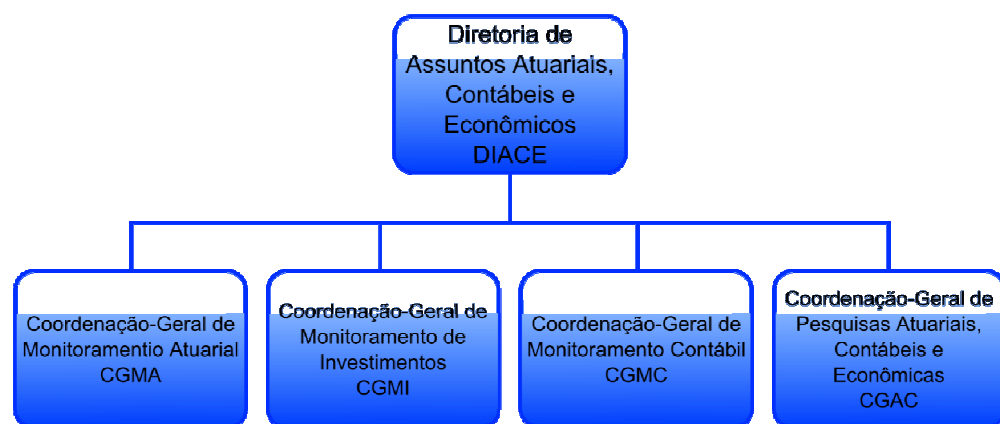 Diretoria de
Assuntos Atuariais,
Contábeis e
Econômicos
DIACE
Coordenação-Geral de
Monitoramentio Atuarial
CGMA
Coordenação-Geral de
Monitoramento de
Investimentos
CGMI
Coordenação-Geral de
Monitoramento Contábil
CGMC
Coordenação-Geral de
Pesquisas Atuariais,
Contábeis e
Econômicas
CGAC